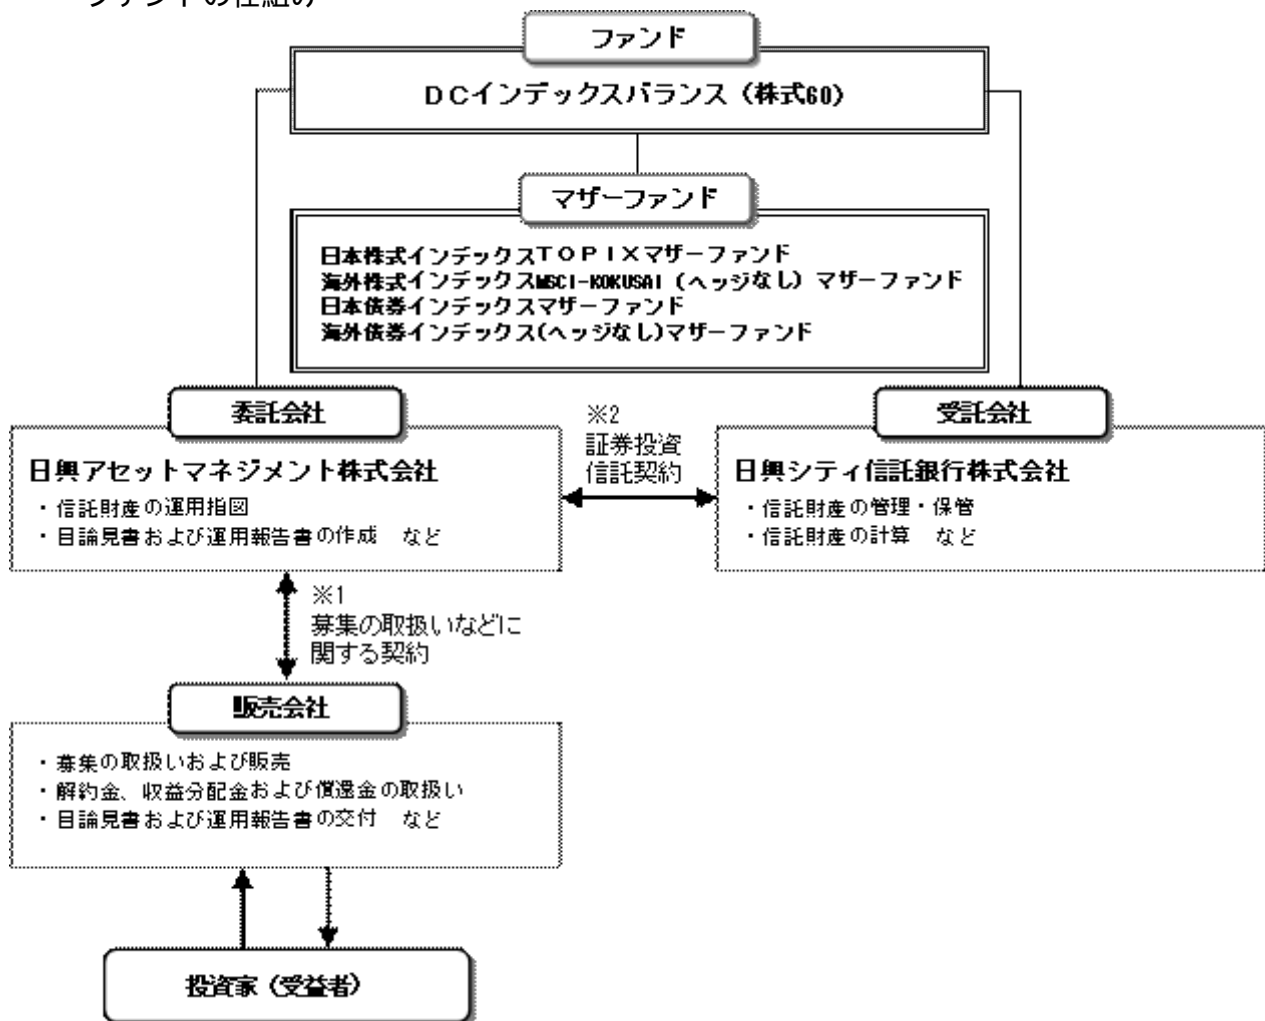 ファンドの仕組み
ファンド
DCインデックスバランス（株式60）
マザーファンド
日本株式インデックスTOPIXマザーファンド
海外株式インデックスMSCI-KOKUSAI（ヘッジなし）マザーファンド
日本債券インデックスマザーファンド
海外債券インデックス(ヘッジなし)マザーファンド
委託会社
日興アセットマネジメント株式会社
・信託財産の運用指図
・目論見書および運用報告書の作成　など
※2
証券投資
信託契約
受託会社
日興シティ信託銀行株式会社
・信託財産の管理・保管
・信託財産の計算　など
※1
募集の取扱いなどに
関する契約
販売会社
・募集の取扱いおよび販売
・解約金、収益分配金および償還金の取扱い
・目論見書および運用報告書の交付　など
投資家（受益者）